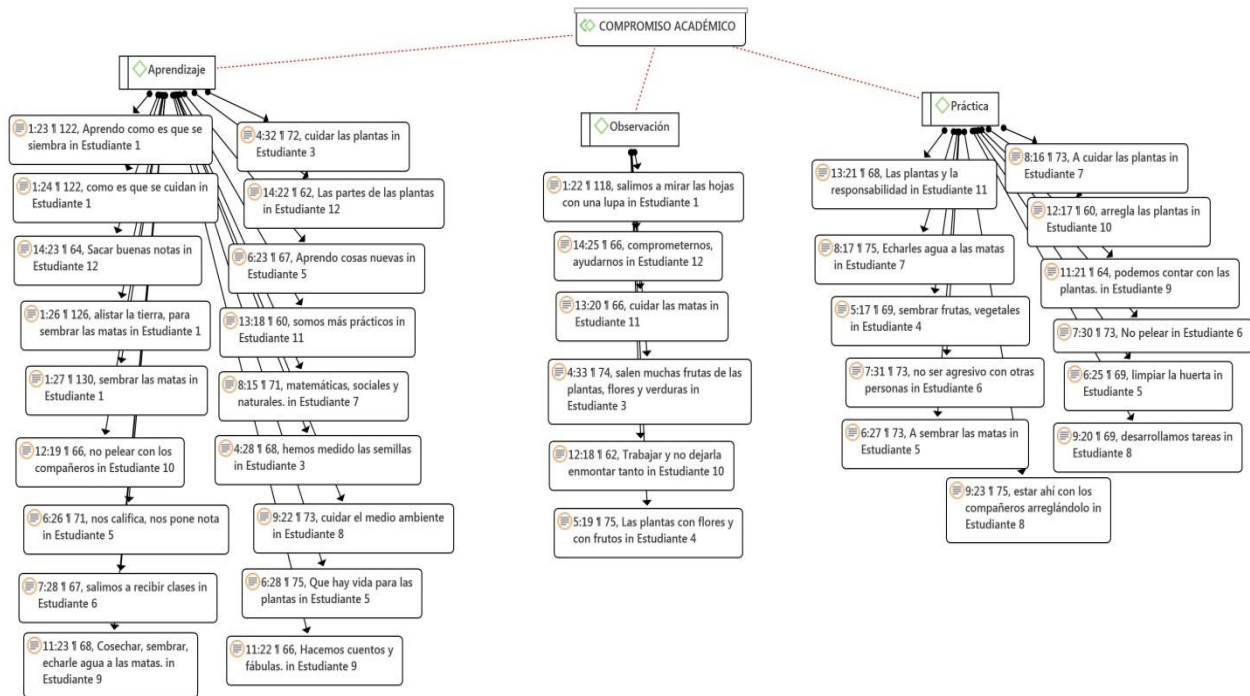 COMPROMISO ACADÉMICO
Aprendizaje
1:23 ¶ 122, Aprendo como es que se
siembra in Estudiante 1
1:24 ¶ 122, como es que se cuidan in
Estudiante 1
14:23 ¶ 64, Sacar buenas notas in
Estudiante 12
1:26 ¶ 126, alistar la tierra, para
sembrar las matas in Estudiante 1
1:27 ¶ 130, sembrar las matas in
Estudiante 1
12:19 ¶ 66, no pelear con los
compañeros in Estudiante 10
6:26 ¶ 71, nos califica, nos pone nota
in Estudiante 5
7:28 ¶ 67, salimos a recibir clases in
Estudiante 6
11:23 ¶ 68, Cosechar, sembrar,
echarle agua a las matas. in
Estudiante 9
4:32 ¶ 72, cuidar las plantas in
Estudiante 3
14:22 ¶ 62, Las partes de las plantas
in Estudiante 12
6:23 ¶ 67, Aprendo cosas nuevas in
Estudiante 5
13:18 ¶ 60, somos más prácticos in
Estudiante 11
8:15 ¶ 71, matemáticas, sociales y
naturales. in Estudiante 7
4:28 ¶ 68, hemos medido las semillas
in Estudiante 3
9:22 ¶ 73, cuidar el medio ambiente
in Estudiante 8
6:28 ¶ 75, Que hay vida para las
plantas in Estudiante 5
11:22 ¶ 66, Hacemos cuentos y
fábulas. in Estudiante 9
Observación
1:22 ¶ 118, salimos a mirar las hojas
con una lupa in Estudiante 1
14:25 ¶ 66, comprometernos,
ayudarnos in Estudiante 12
13:20 ¶ 66, cuidar las matas in
Estudiante 11
4:33 ¶ 74, salen muchas frutas de las
plantas, flores y verduras in
Estudiante 3
12:18 ¶ 62, Trabajar y no dejarla
enmontar tanto in Estudiante 10
5:19 ¶ 75, Las plantas con flores y
con frutos in Estudiante 4
Práctica
13:21 ¶ 68, Las plantas y la
responsabilidad in Estudiante 11
8:17 ¶ 75, Echarles agua a las matas
in Estudiante 7
5:17 ¶ 69, sembrar frutas, vegetales
in Estudiante 4
7:31 ¶ 73, no ser agresivo con otras
personas in Estudiante 6
6:27 ¶ 73, A sembrar las matas in
Estudiante 5
8:16 ¶ 73, A cuidar las plantas in
Estudiante 7
12:17 ¶ 60, arregla las plantas in
Estudiante 10
11:21 ¶ 64, podemos contar con las
plantas. in Estudiante 9
7:30 ¶ 73, No pelear in Estudiante 6
6:25 ¶ 69, limpiar la huerta in
Estudiante 5
9:20 ¶ 69, desarrollamos tareas in
Estudiante 8
9:23 ¶ 75, estar ahí con los
compañeros arreglándolo in
Estudiante 8